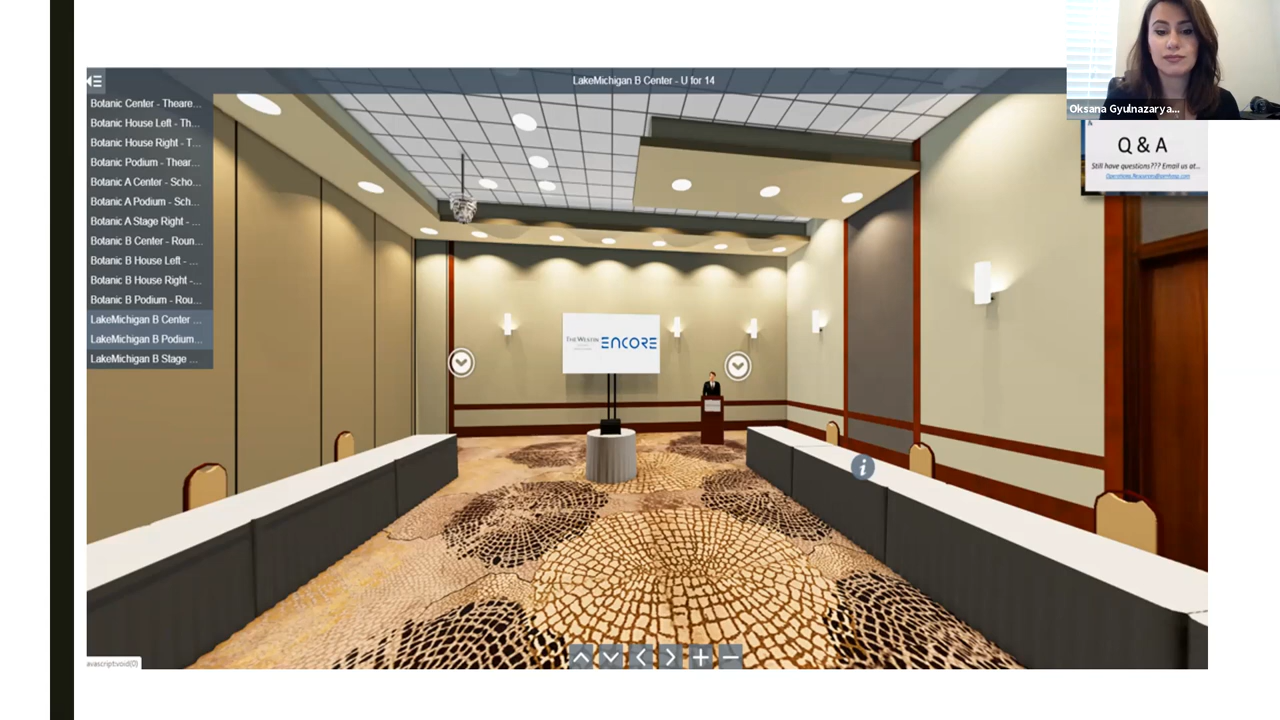 LakeMichigan B Center - U for 14
Botanic Center - Theare...
Botanic House Left - Th...
Botanic House Right - T...
Botanic Podium - Thear...
Botanic A Center - Scho...
Botanic A Podium - Sch...
Botanic A Stage Right - ...
Botanic B Center - Roun...
Botanic B House Left - ...
Botanic B House Right -...
Botanic B Podium - Rou...
LakeMichigan B Center ...
LakeMichigan B Podium...
LakeMichigan B Stage ...
THE WESTIN
ENCORE
i
Oksana Gyulnazarya...
Q & A
Still have questions??? Email us at...
avascript:void(0)